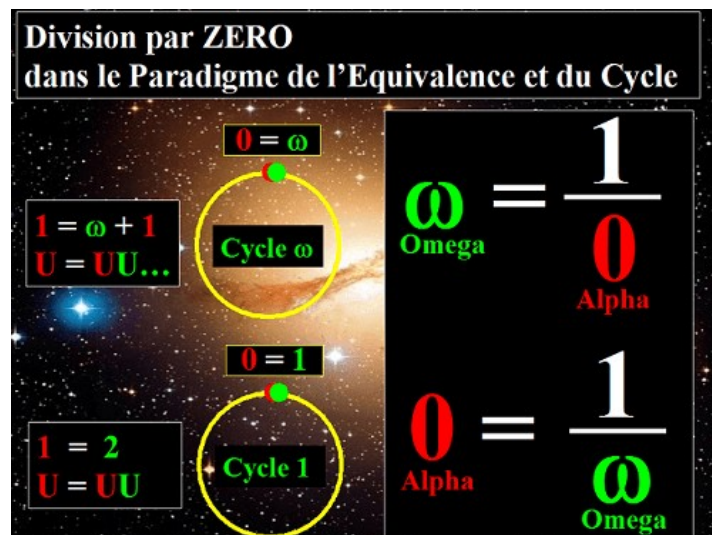 Division par ZERO
dans le Paradigme de l'Equivalence et du Cycle
0 = ω
1 = ω + 1
U = UU...
Cycle ω
0 = 1
1 = 2
U = UU
Cycle 1
ω = 1/0
Omega
Alpha
0 = 1/ω
Alpha
Omega